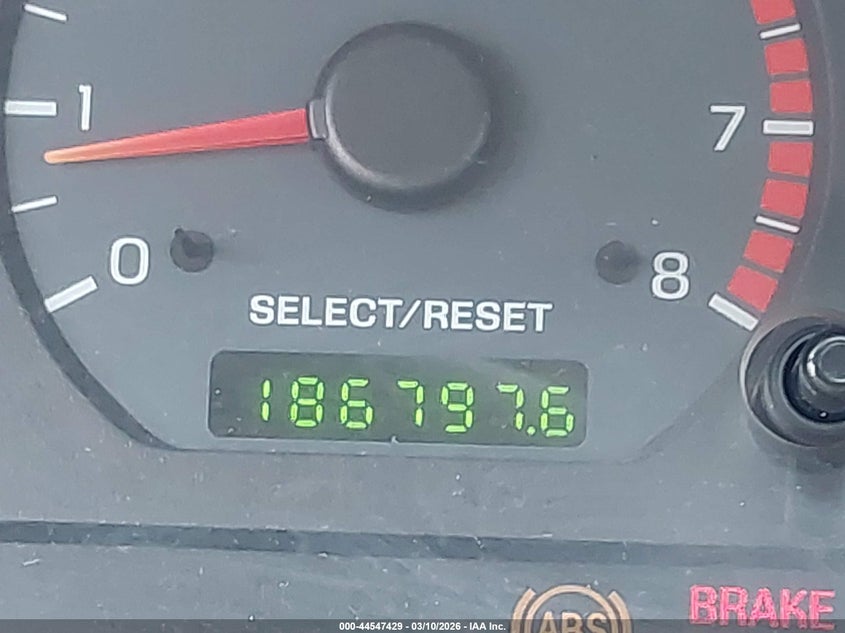 1
7
0
8
SELECT/RESET
186797.6
BRAKE
ABS
000-44547429 - 03/10/2026 - IAA Inc.